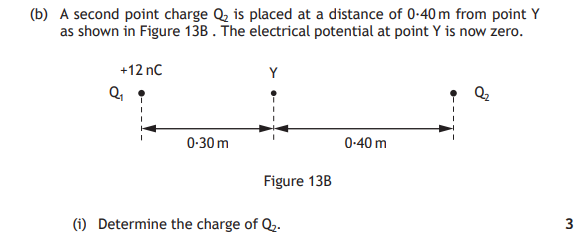 (b) A second point charge Q₂ is placed at a distance of 0·40 m from point Y
as shown in Figure 13B . The electrical potential at point Y is now zero.
+12 nC
Y
Q₁
Q₂
0·30 m
0·40 m
Figure 13B
(i) Determine the charge of Q₂.
3